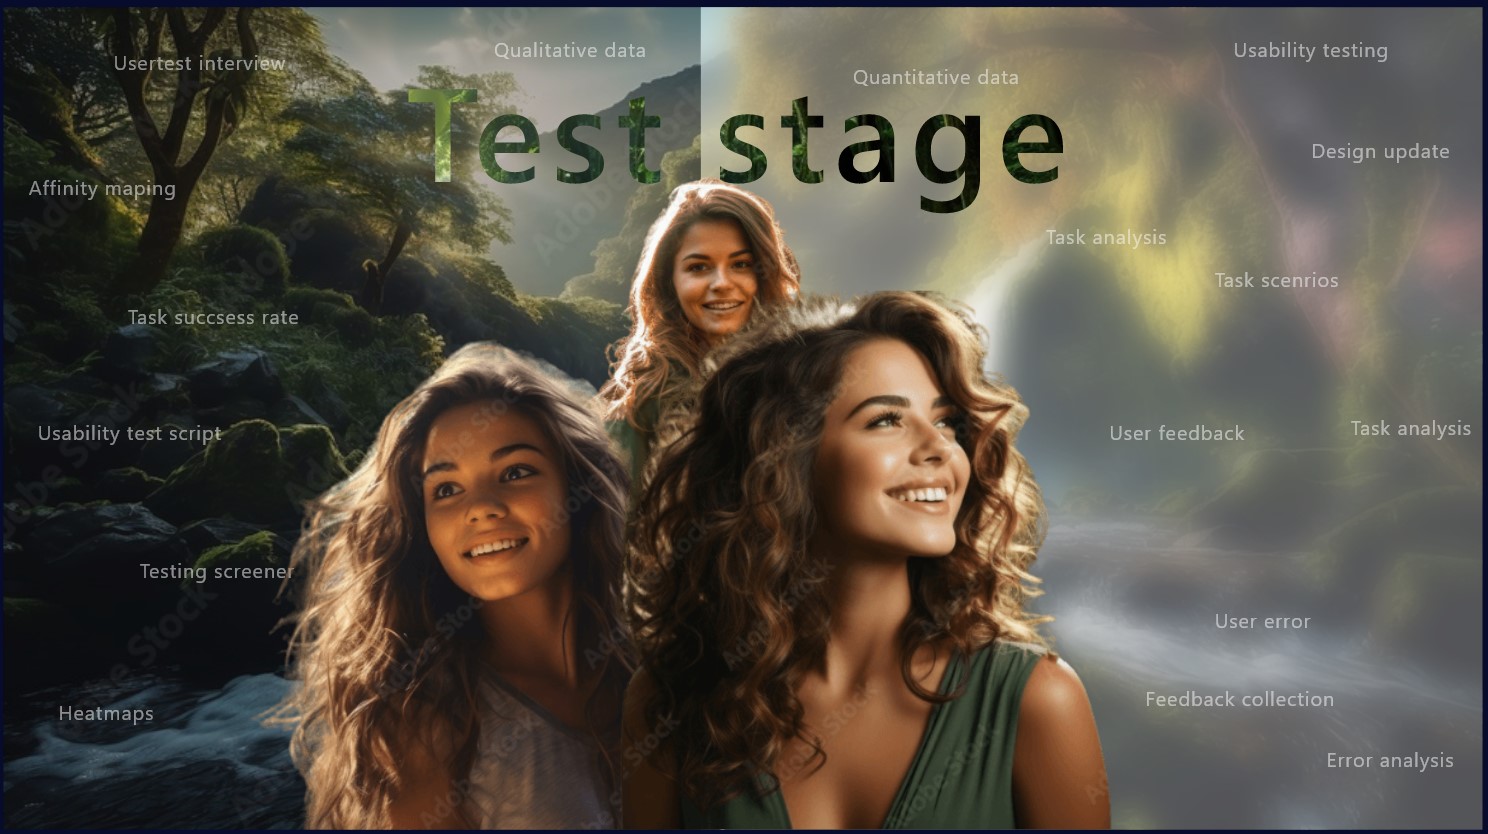 Qualitative data
Usability testing
Usertest interview
Quantitative data
Test stage
Design update
Affinity maping
Task analysis
Task scenrios
Task succsess rate
User feedback
Task analysis
Usability test script
Testing screener
User error
Feedback collection
Heatmaps
Error analysis
Adobe Stock